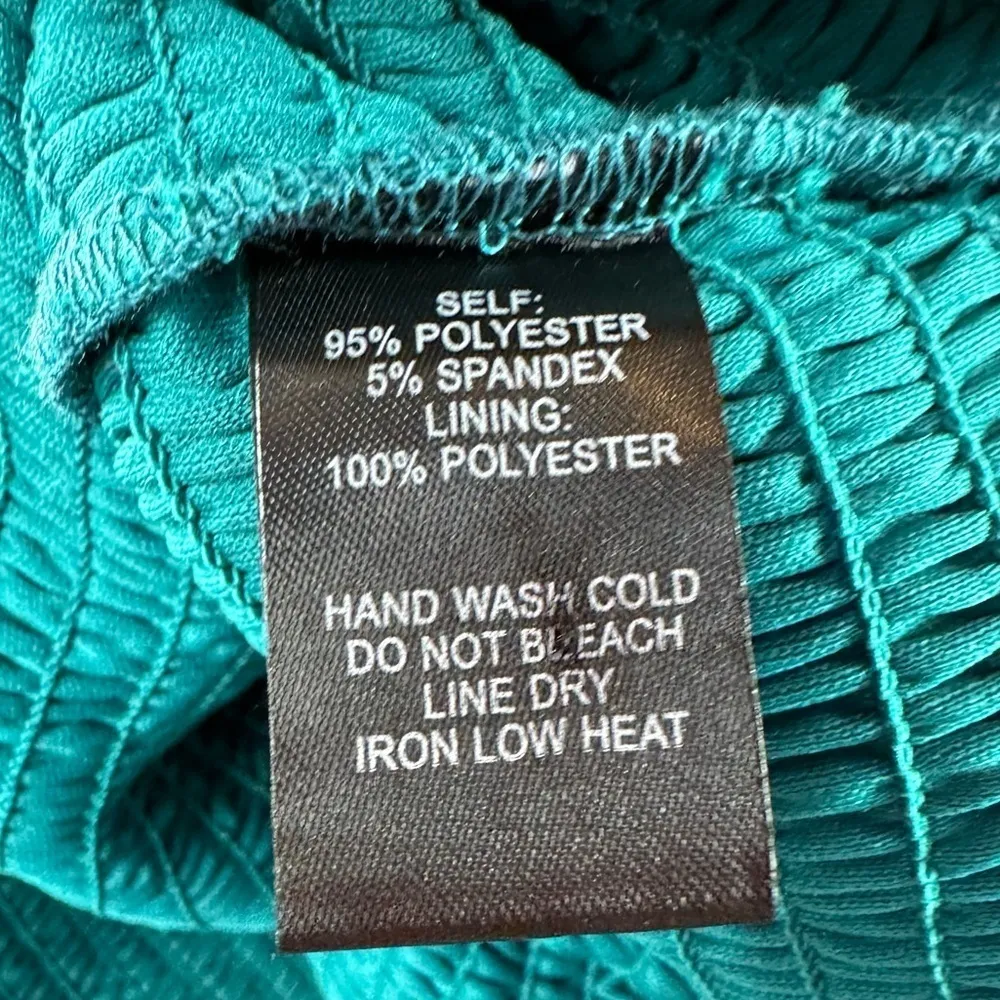 SELF:
95% POLYESTER
5% SPANDEX
LINING:
100% POLYESTER
HAND WASH COLD
DO NOT BLEACH
LINE DRY
IRON LOW HEAT